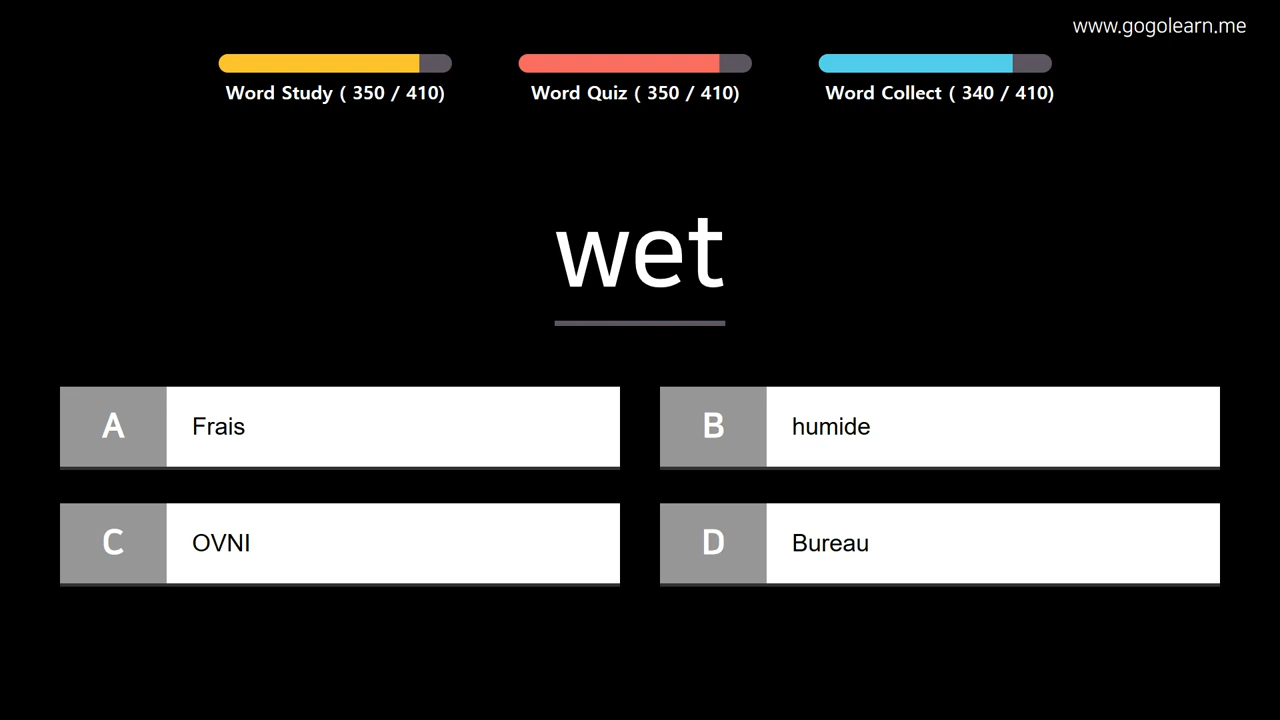 www.gogolearn.me
Word Study ( 350 / 410)
Word Quiz ( 350 / 410)
Word Collect ( 340 / 410)
wet
A
Frais
B
humide
C
OVNI
D
Bureau